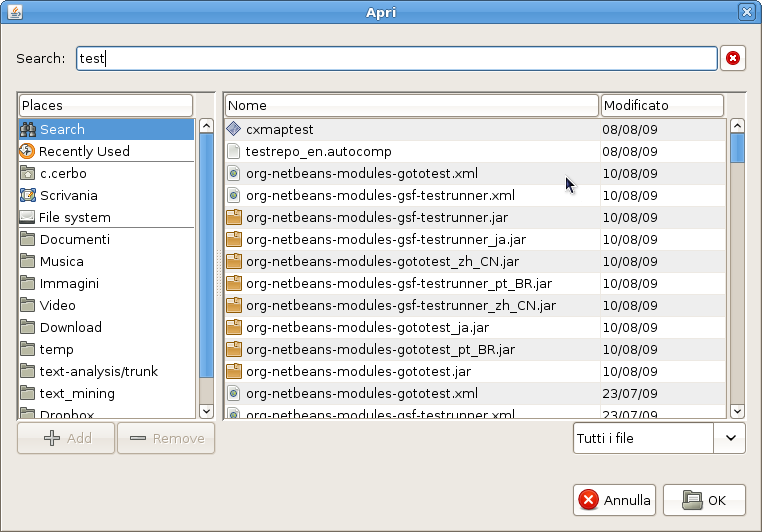 Apri
Search: test
Places
Search
Recently Used
c.cerbo
Scrivania
File system
Documenti
Musica
Immagini
Video
Download
temp
text-analysis/trunk
text_mining
Dropbox
Add Remove
Nome Modificato
cxmaptest 08/08/09
testrepo_en.autocomp 08/08/09
org-netbeans-modules-gototest.xml 10/08/09
org-netbeans-modules-gsf-testrunner.xml 10/08/09
org-netbeans-modules-gsf-testrunner.jar 10/08/09
org-netbeans-modules-gsf-testrunner_ja.jar 10/08/09
org-netbeans-modules-gototest_zh_CN.jar 10/08/09
org-netbeans-modules-gsf-testrunner_pt_BR.jar 10/08/09
org-netbeans-modules-gsf-testrunner_zh_CN.jar 10/08/09
org-netbeans-modules-gototest_ja.jar 10/08/09
org-netbeans-modules-gototest_pt_BR.jar 10/08/09
org-netbeans-modules-gototest.jar 10/08/09
org-netbeans-modules-gototest.xml 23/07/09
org-netbeans-modules-gsf-testrunner.xml 23/07/09
Tutti i file
Annulla OK